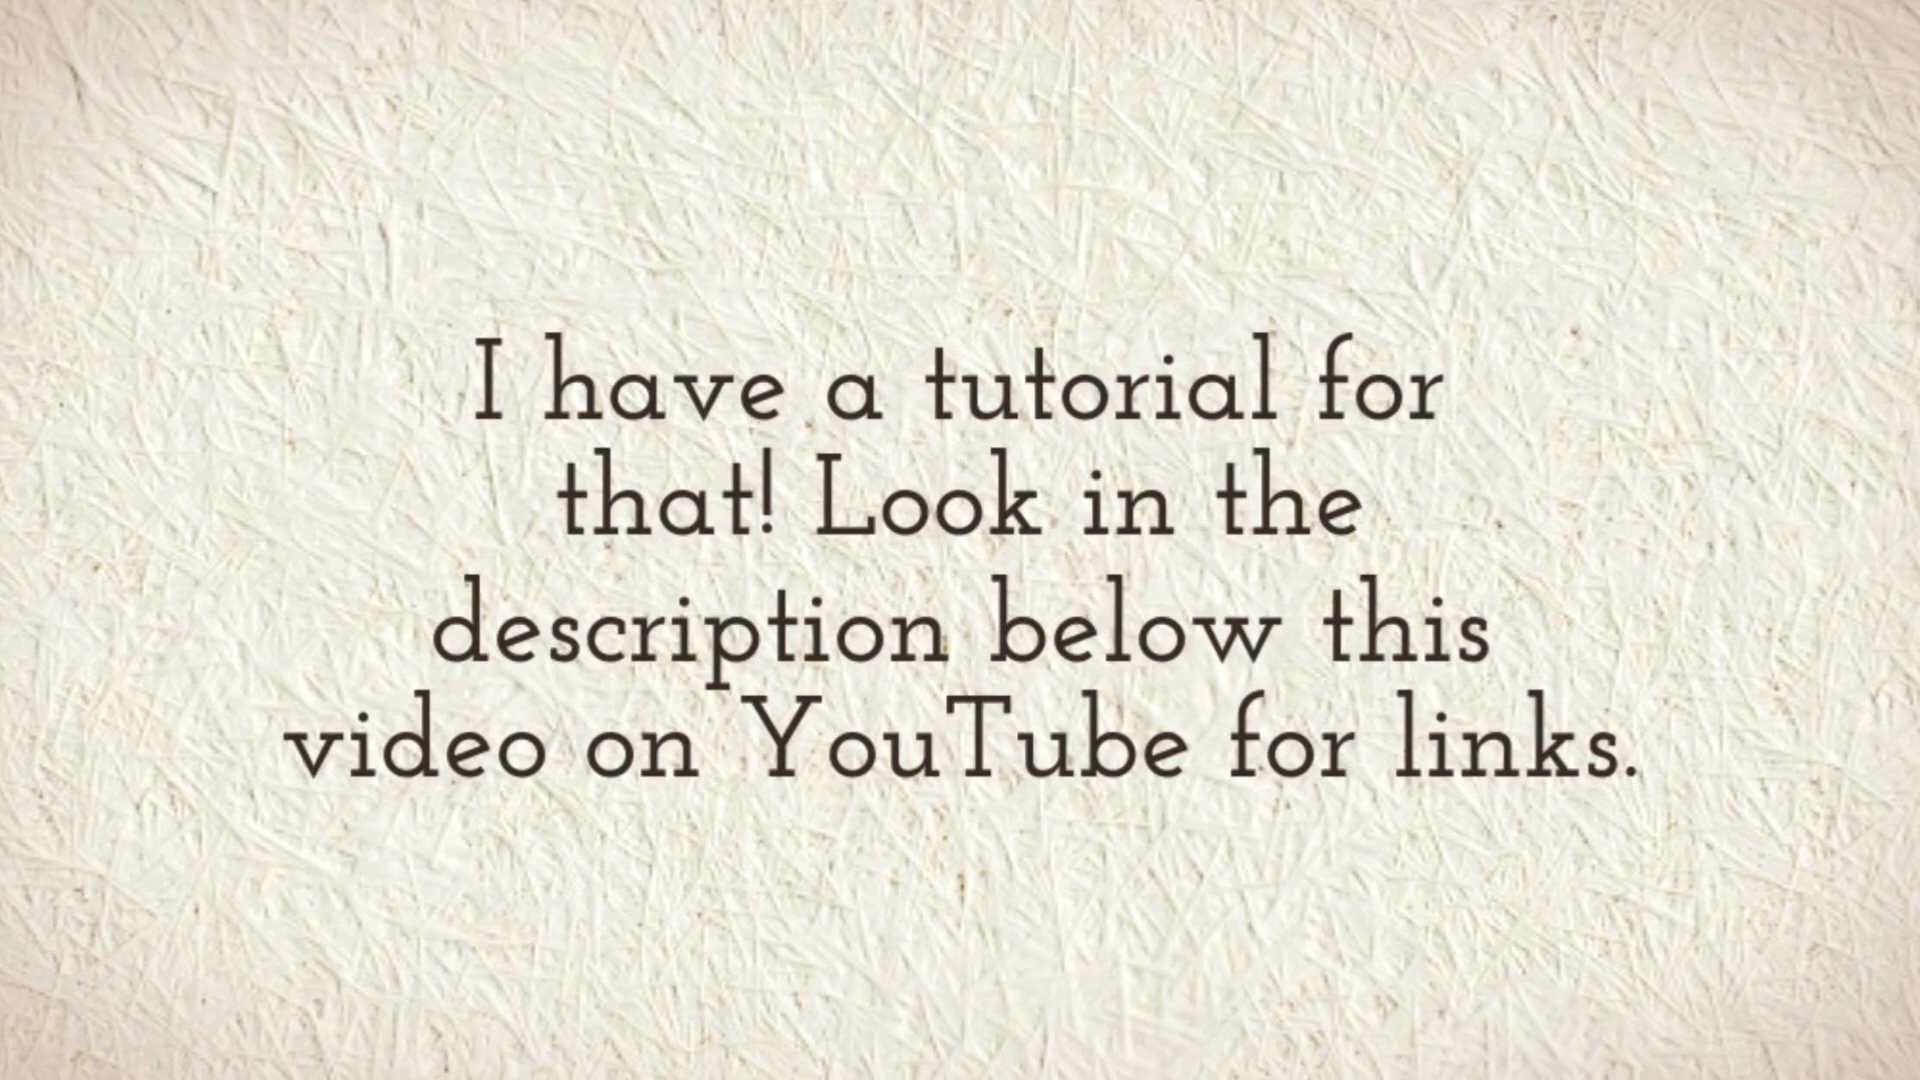 I have a tutorial for
that! Look in the
description below this
video on YouTube for links.